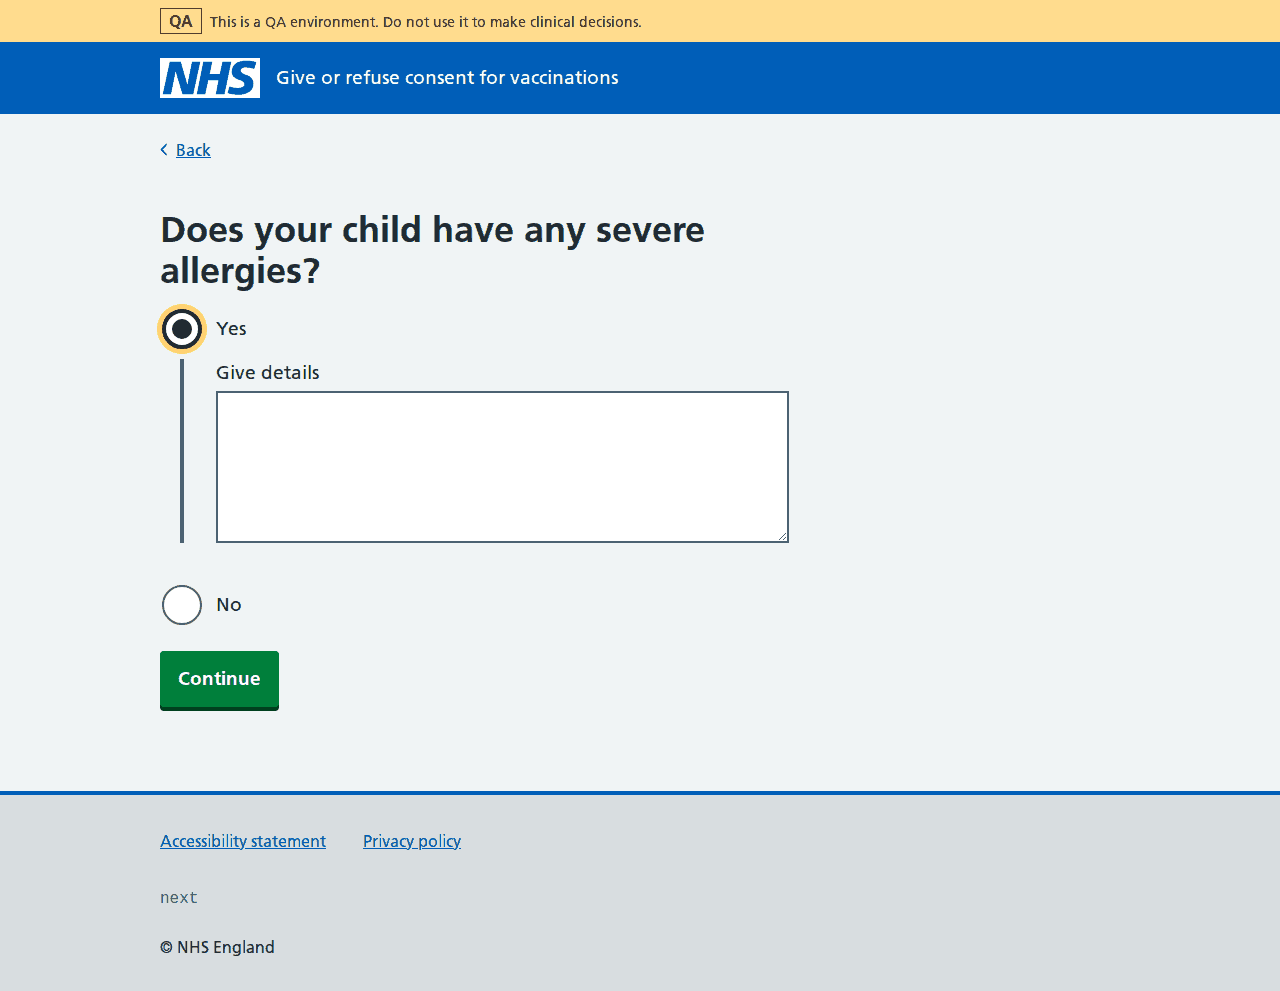 QA This is a QA environment. Do not use it to make clinical decisions.
NHS Give or refuse consent for vaccinations
Back
Does your child have any severe
allergies?
Yes
Give details
No
Continue
Accessibility statement Privacy policy
next
© NHS England